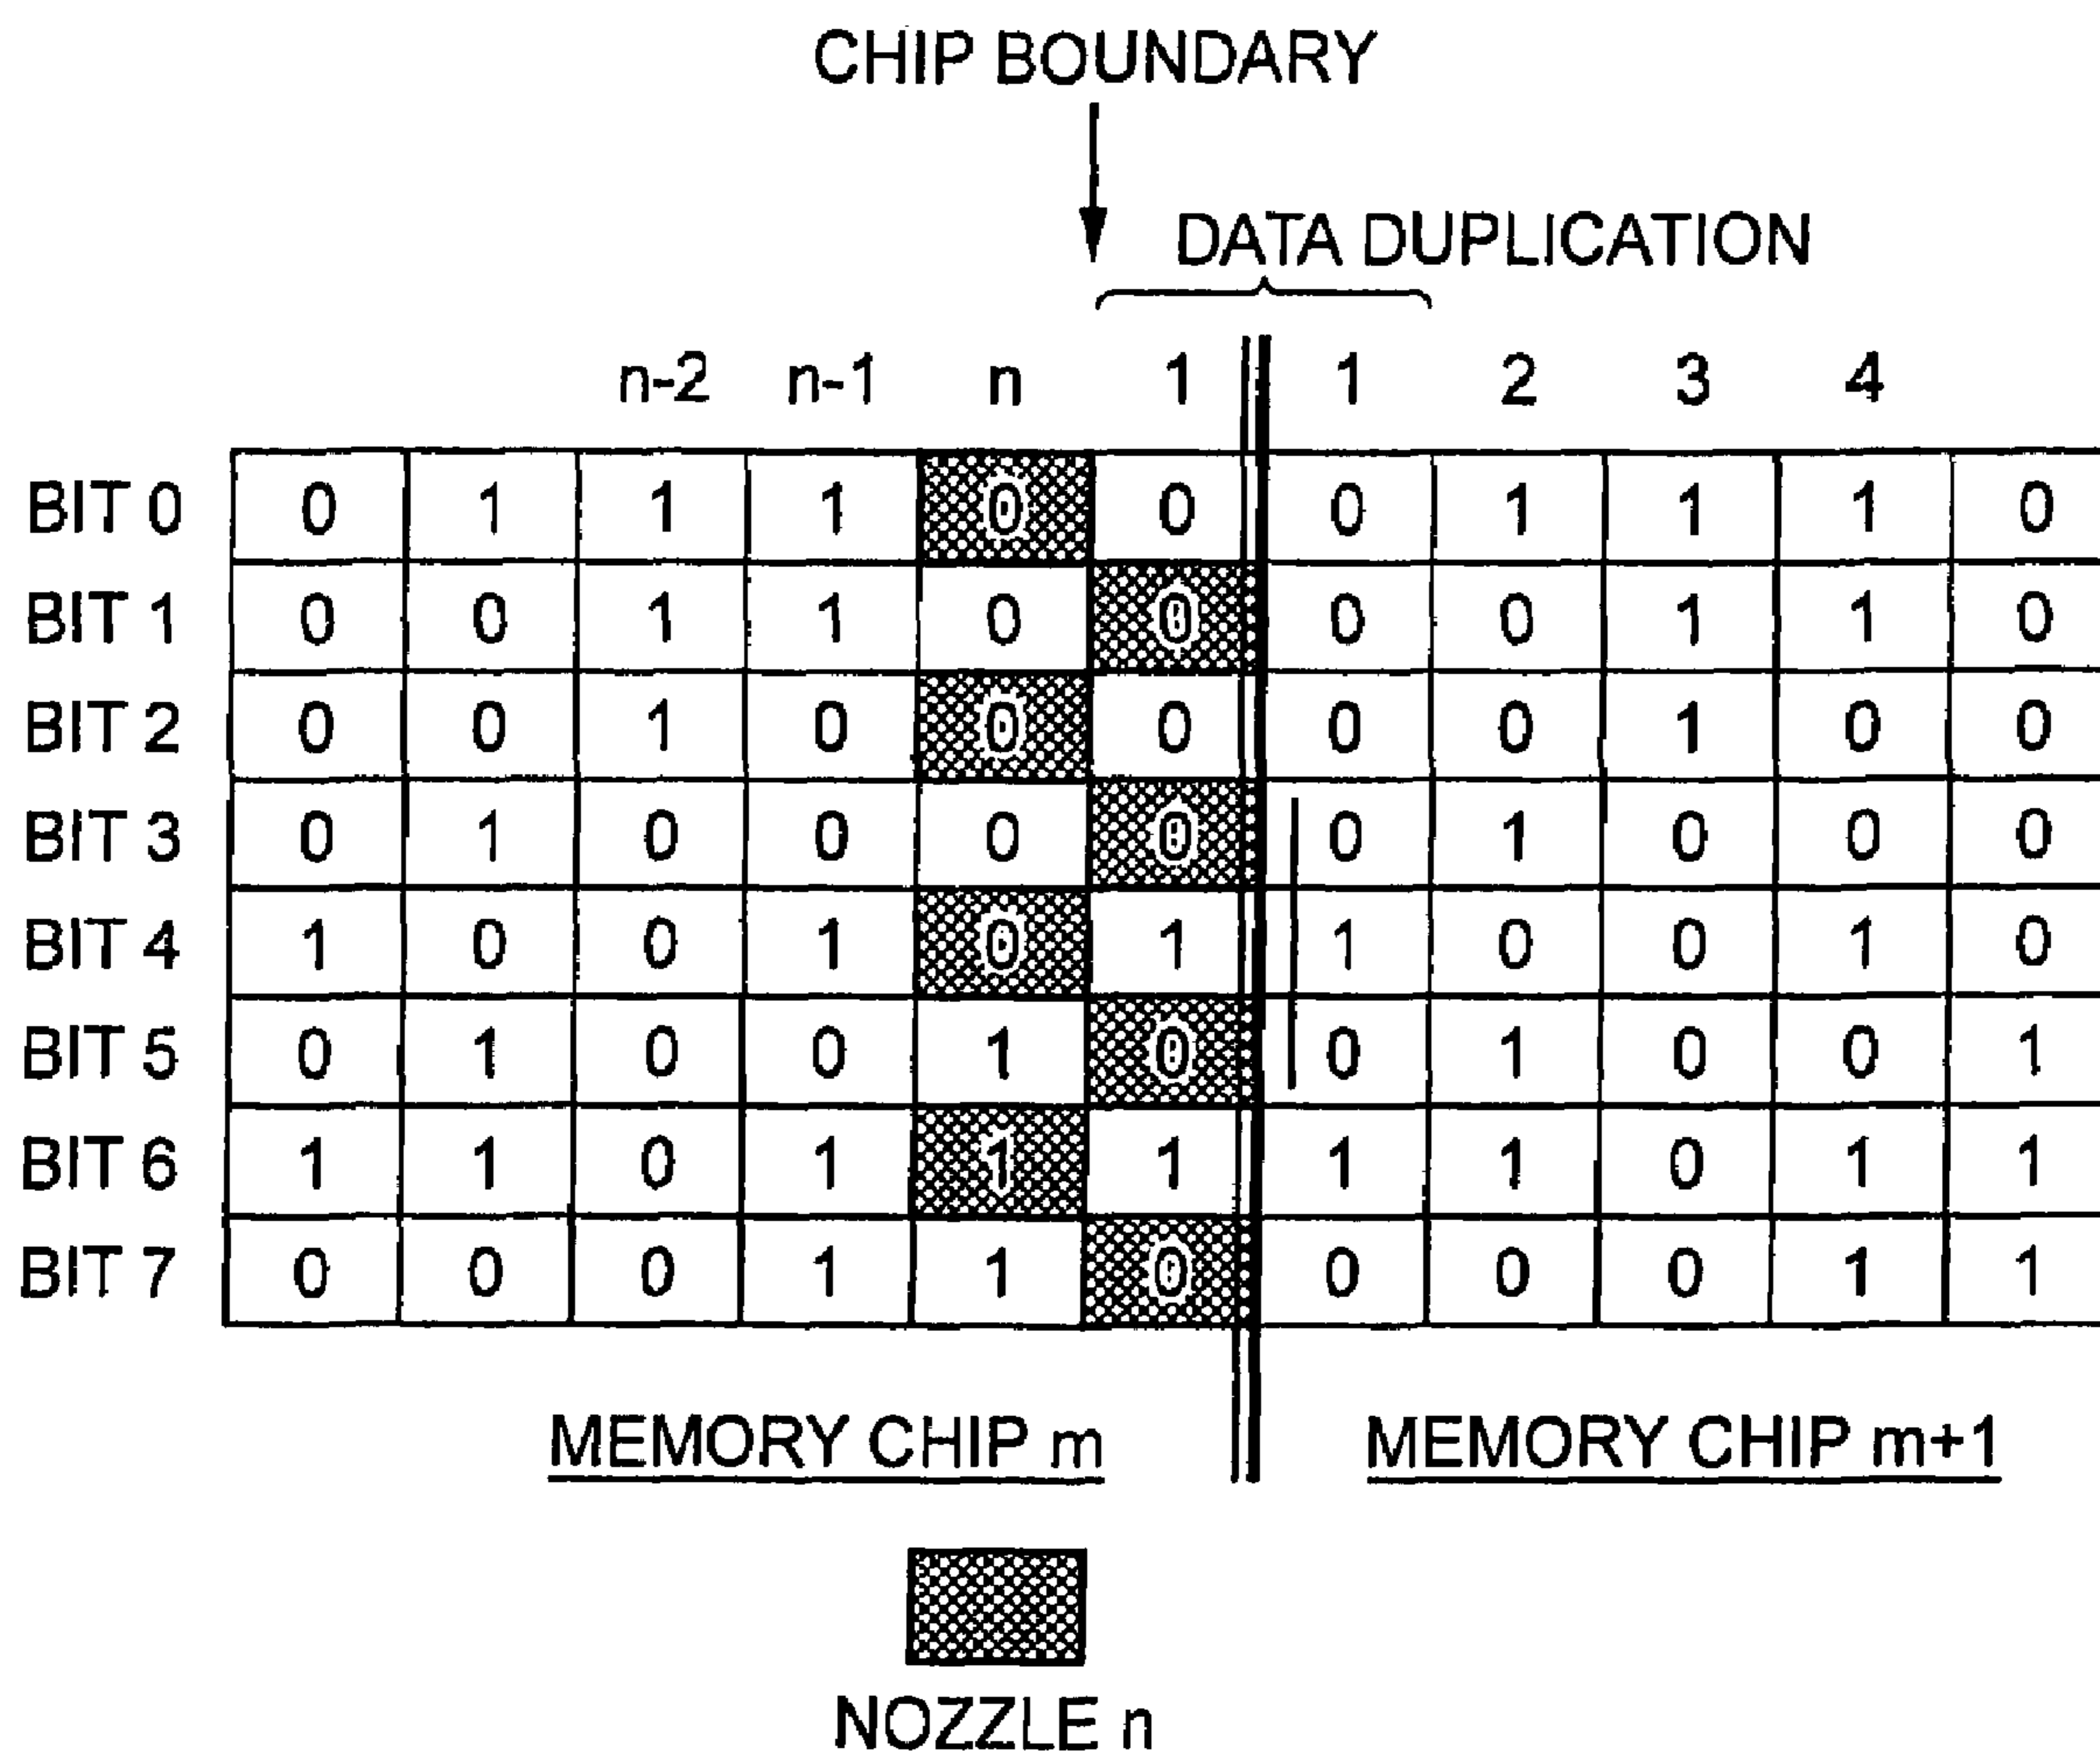 CHIP BOUNDARY
DATA DUPLICATION
n-2 n-1 n 1 1 2 3 4
BIT 0 0 1 1 1 0 0 0 1 1 1 0
BIT 1 0 0 1 1 0 0 0 0 1 1 0
BIT 2 0 0 1 0 0 0 0 0 1 0 0
BIT 3 0 1 0 0 0 0 0 1 0 0 0
BIT 4 1 0 0 1 0 1 1 0 0 1 0
BIT 5 0 1 0 0 1 0 0 1 0 0 1
BIT 6 1 1 0 1 1 1 1 1 0 1 1
BIT 7 0 0 0 1 1 0 0 0 0 1 1
MEMORY CHIP m MEMORY CHIP m+1
NOZZLE n